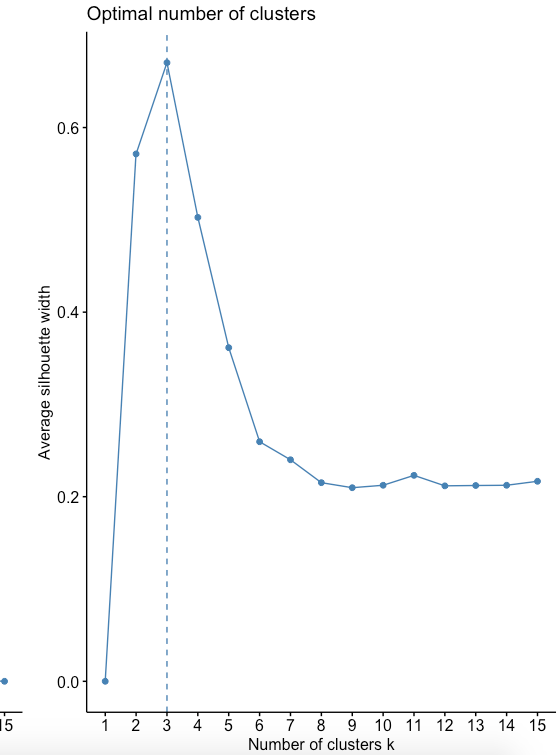 Optimal number of clusters
Average silhouette width
0.6
0.4
0.2
0.0
15
1 2 3 4 5 6 7 8 9 10 11 12 13 14 15
Number of clusters k